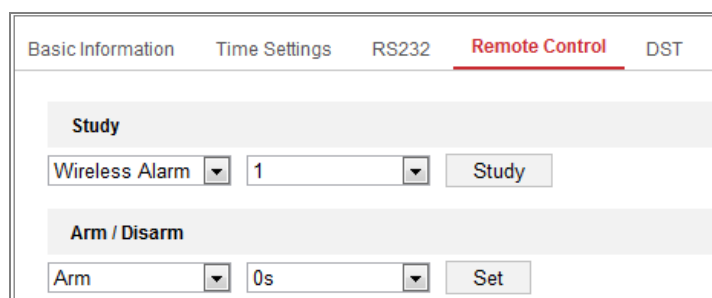 Basic Information Time Settings RS232 Remote Control DST
Study
Wireless Alarm 1 Study
Arm / Disarm
Arm 0s Set